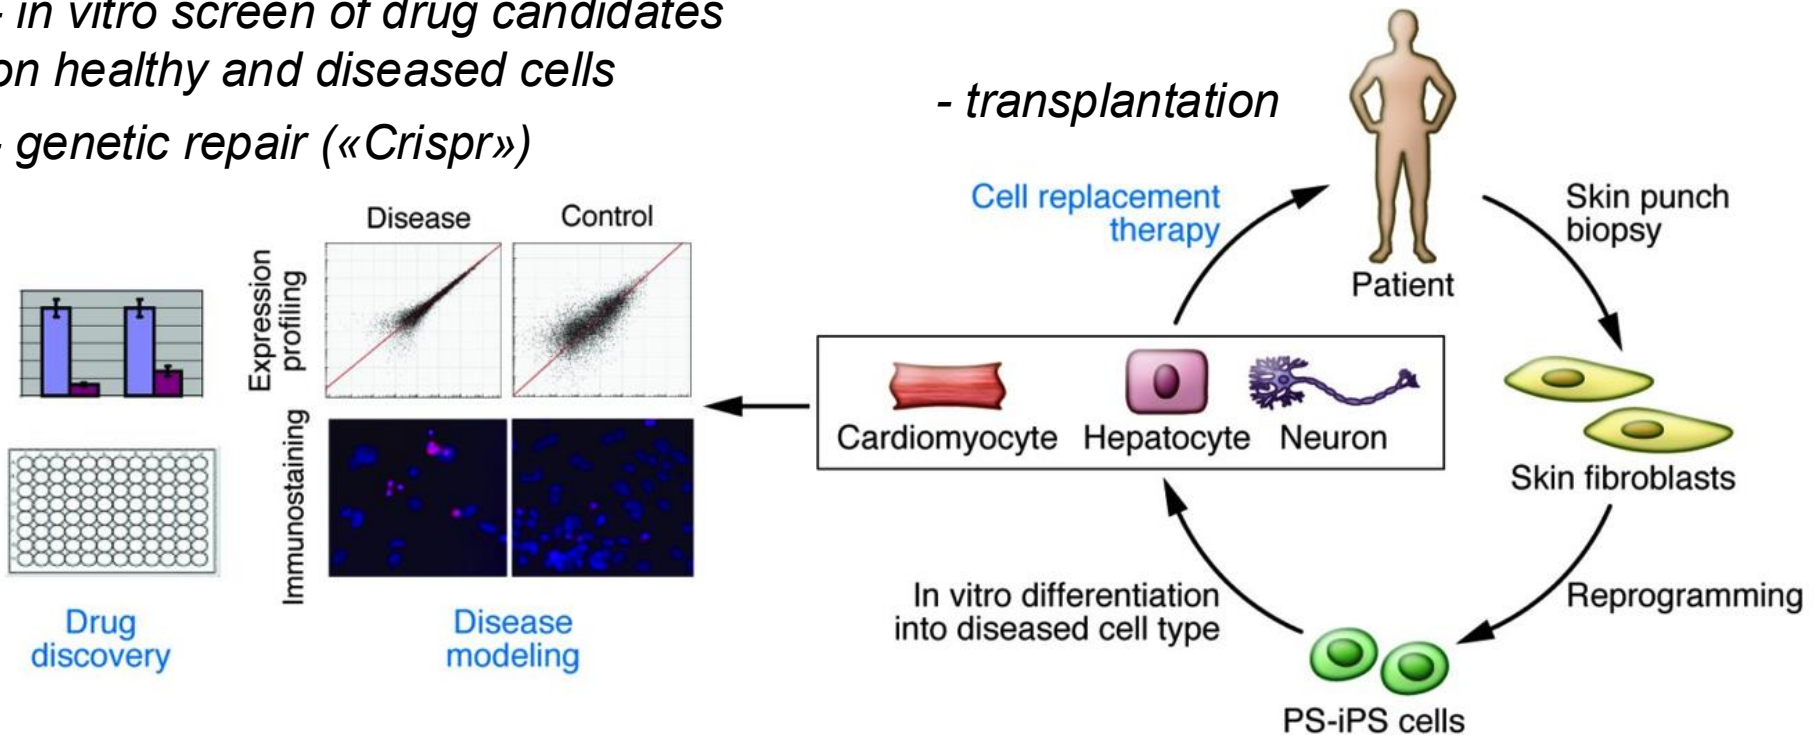 - in vitro screen of drug candidates
on healthy and diseased cells
- genetic repair («Crispr»)
- transplantation
Disease
Control
Expression
profiling
Immunostaining
Drug
discovery
Disease
modeling
Cell replacement
therapy
Patient
Skin punch
biopsy
Cardiomyocyte
Hepatocyte
Neuron
Skin fibroblasts
In vitro differentiation
into diseased cell type
Reprogramming
PS-iPS cells